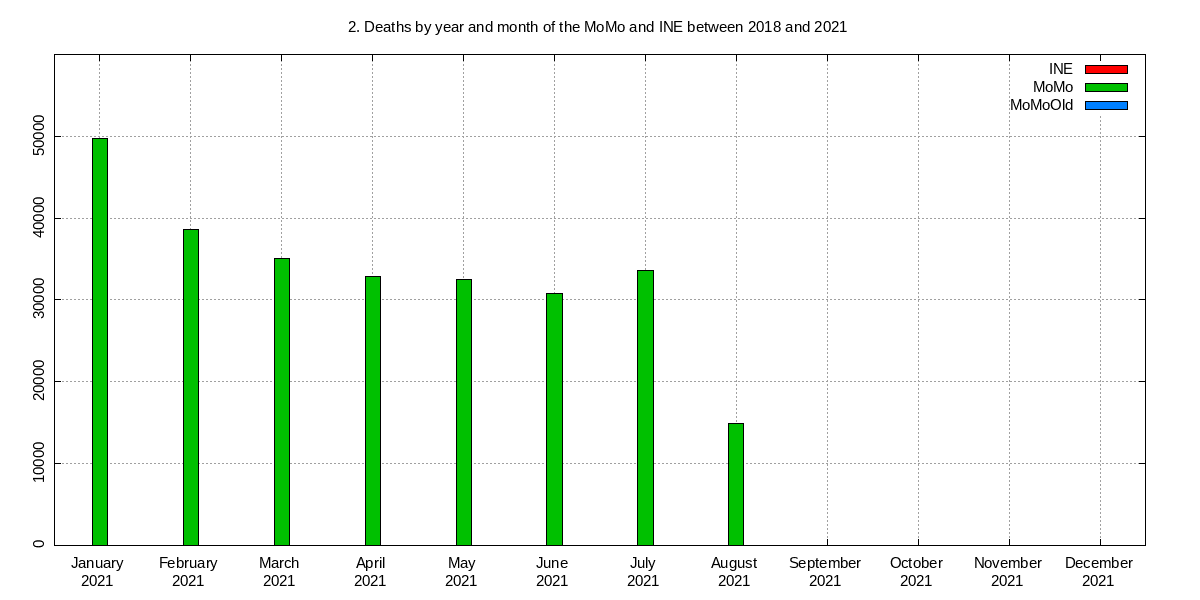 2. Deaths by year and month of the MoMo and INE between 2018 and 2021
INE
MoMo
MoMoOld
50000
40000
30000
20000
10000
0
January February March April May June July August September October November December
2021 2021 2021 2021 2021 2021 2021 2021 2021 2021 2021 2021